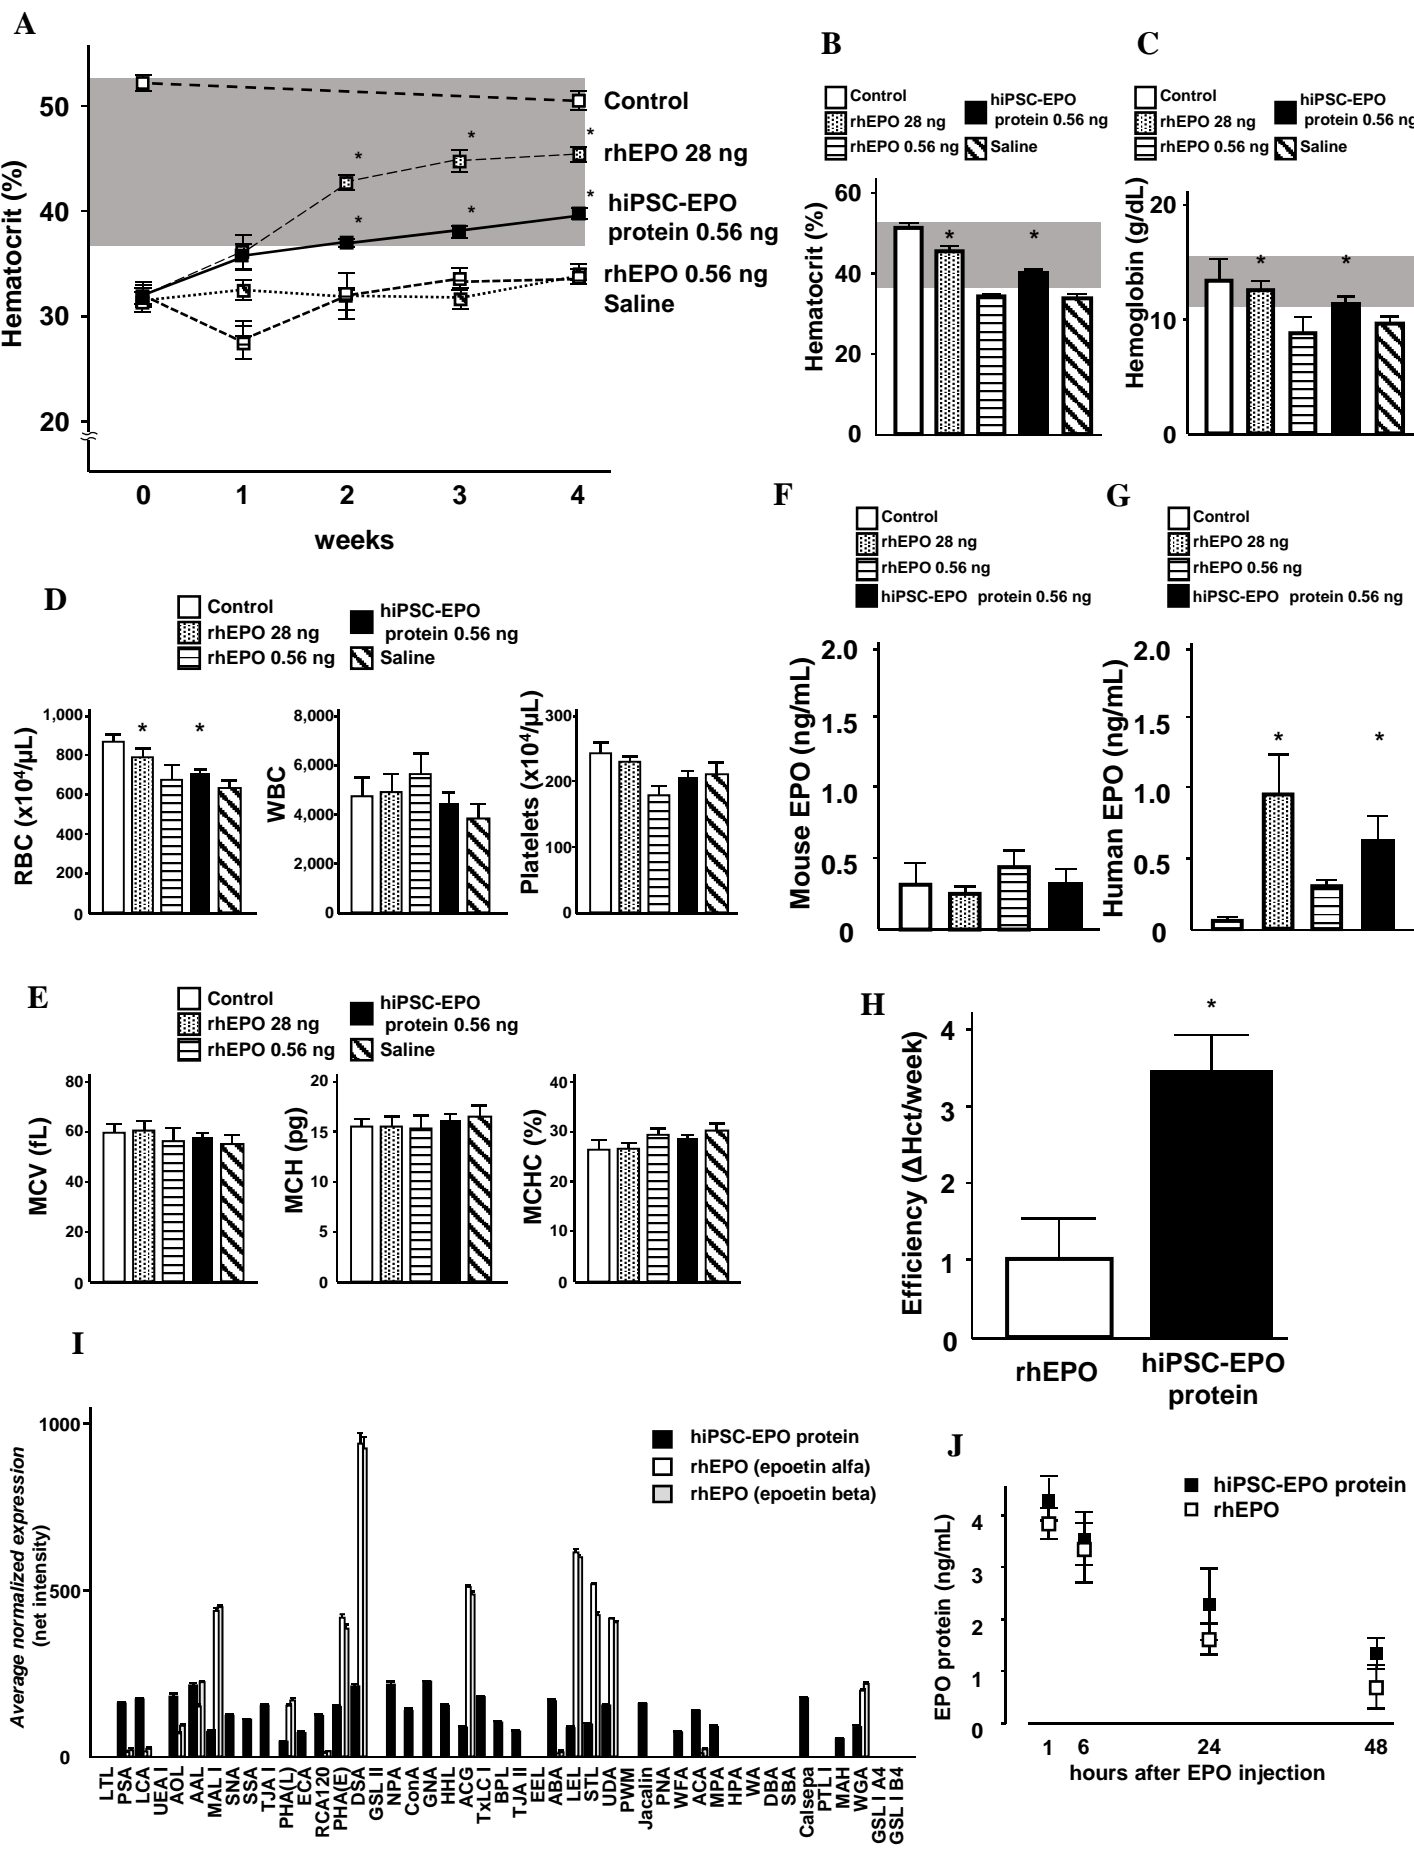 A
50
40
30
20
Hematocrit (%)
0 1 2 3 4
weeks
Control
rhEPO 28 ng
hiPSC-EPO
protein 0.56 ng
rhEPO 0.56 ng
Saline
* * * * * *
B
Control
rhEPO 28 ng
rhEPO 0.56 ng
hiPSC-EPO
protein 0.56 ng
Saline
Hematocrit (%)
60
40
20
0
* *
C
Control
rhEPO 28 ng
rhEPO 0.56 ng
hiPSC-EPO
protein 0.56 ng
Saline
Hemoglobin (g/dL)
20
10
0
* *
D
Control
rhEPO 28 ng
rhEPO 0.56 ng
hiPSC-EPO
protein 0.56 ng
Saline
RBC (x10⁴/µL)
1,000
800
600
400
200
0
* *
WBC
8,000
6,000
4,000
2,000
0
Platelets (x10⁴/µL)
300
200
100
0
E
Control
rhEPO 28 ng
rhEPO 0.56 ng
hiPSC-EPO
protein 0.56 ng
Saline
MCV (fL)
80
60
40
20
0
MCH (pg)
20
15
10
5
0
MCHC (%)
40
30
20
10
0
F
Control
rhEPO 28 ng
rhEPO 0.56 ng
hiPSC-EPO protein 0.56 ng
Mouse EPO (ng/mL)
2.0
1.5
1.0
0.5
0
G
Control
rhEPO 28 ng
rhEPO 0.56 ng
hiPSC-EPO protein 0.56 ng
Human EPO (ng/mL)
2.0
1.5
1.0
0.5
0
* *
H
Efficiency (ΔHct/week)
4
3
2
1
0
*
rhEPO
hiPSC-EPO
protein
I
Average normalized expression
(net intensity)
1000
500
0
hiPSC-EPO protein
rhEPO (epoetin alfa)
rhEPO (epoetin beta)
LTL
PSA
LCA
UEA I
AOL
AAL
MAL I
SNA
SSA
TJA I
PHA(L)
ECA
RCA120
PHA(E)
DSA
GSL II
NPA
ConA
GNA
HHL
ACG
TxLC I
BPL
TJA II
EEL
ABA
LEL
STL
UDA
PWM
Jacalin
PNA
WFA
ACA
MPA
HPA
WA
DBA
SBA
Calsepa
PTL I
MAH
WGA
GSL I A4
GSL I B4
J
EPO protein (ng/mL)
4
3
2
1
0
hiPSC-EPO protein
rhEPO
1 6 24 48
hours after EPO injection